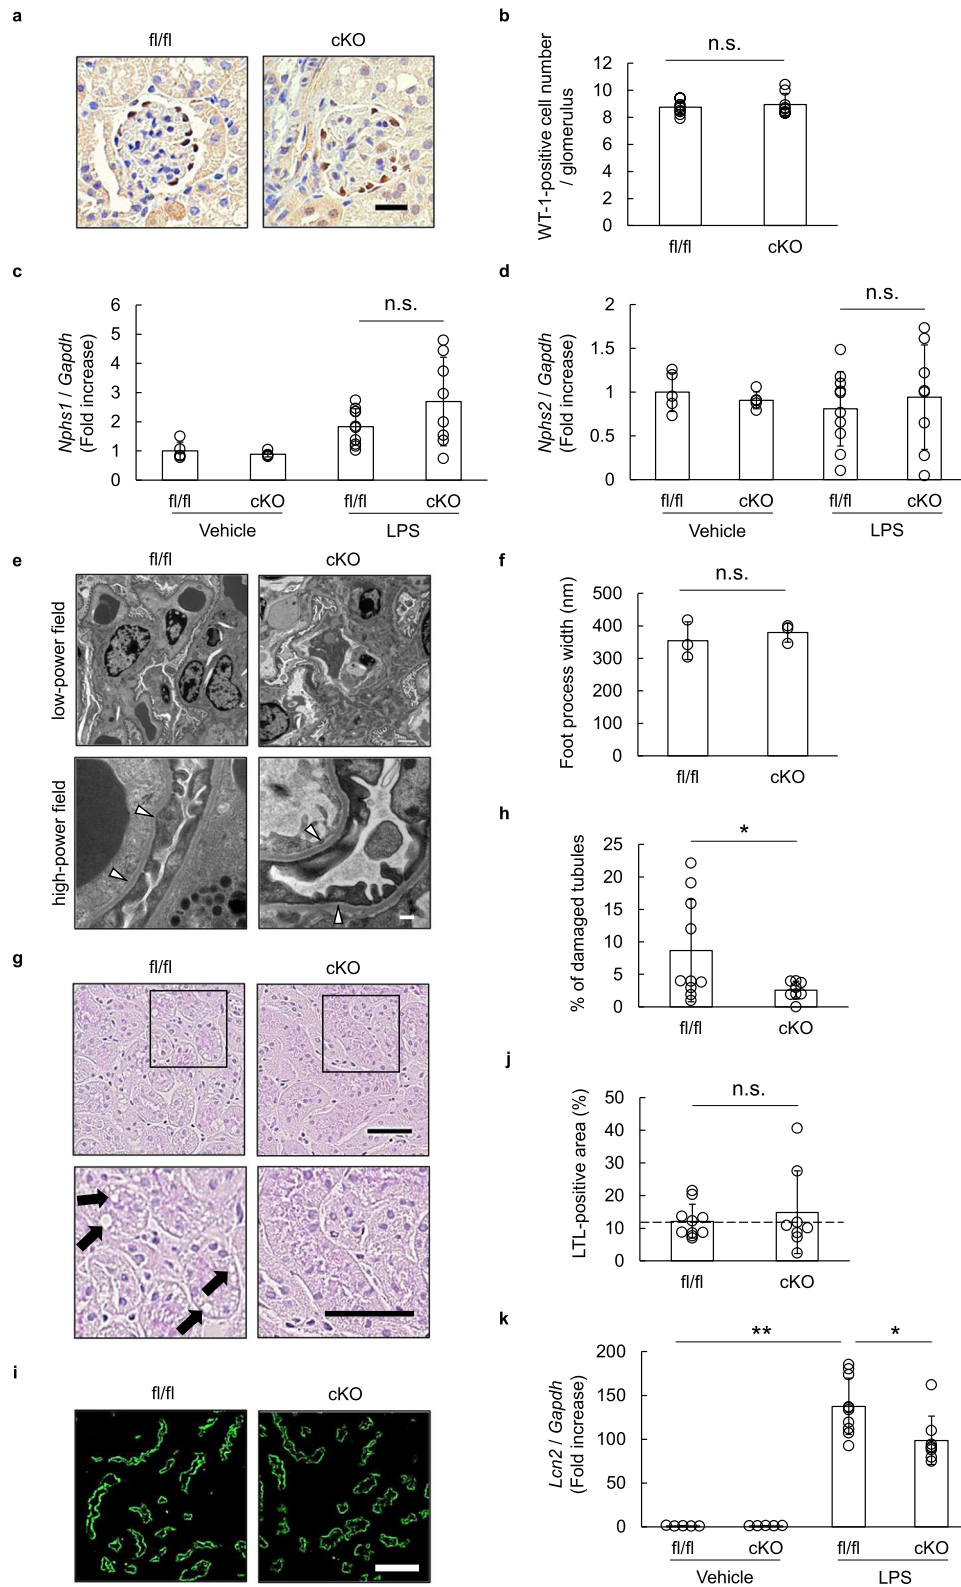 a
fl/fl
cKO
b
n.s.
WT-1-positive cell number
/ glomerulus
12
10
8
6
4
2
0
fl/fl
cKO
c
n.s.
Nphs1 / Gapdh
(Fold increase)
6
5
4
3
2
1
0
fl/fl
cKO
fl/fl
cKO
Vehicle
LPS
d
n.s.
Nphs2 / Gapdh
(Fold increase)
2
1.5
1
0.5
0
fl/fl
cKO
fl/fl
cKO
Vehicle
LPS
e
fl/fl
cKO
low-power field
high-power field
f
n.s.
Foot process width (nm)
500
400
300
200
100
0
fl/fl
cKO
g
fl/fl
cKO
h
*
% of damaged tubules
25
20
15
10
5
0
fl/fl
cKO
i
fl/fl
cKO
j
n.s.
LTL-positive area (%)
50
40
30
20
10
0
fl/fl
cKO
k
**
*
Lcn2 / Gapdh
(Fold increase)
200
150
100
50
0
fl/fl
cKO
fl/fl
cKO
Vehicle
LPS